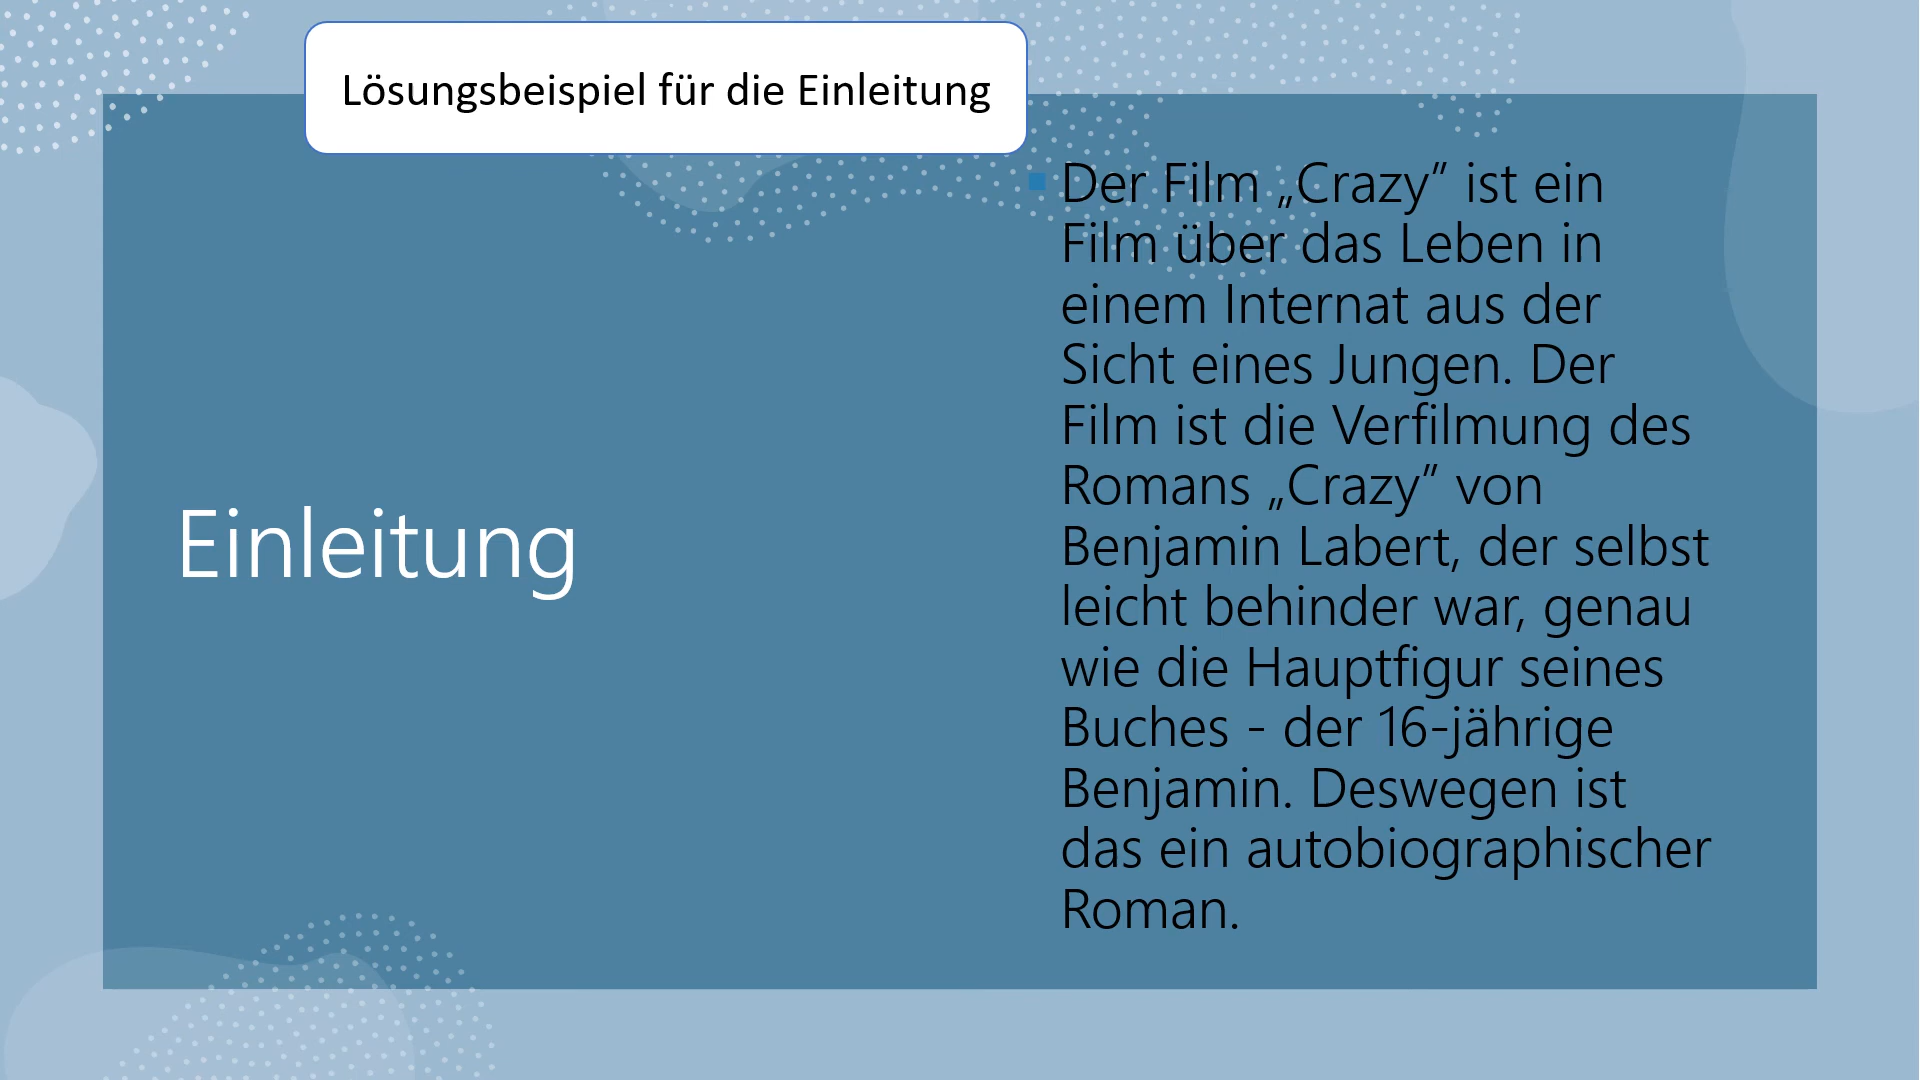 Lösungsbeispiel für die Einleitung
Einleitung
Der Film „Crazy” ist ein
Film über das Leben in
einem Internat aus der
Sicht eines Jungen. Der
Film ist die Verfilmung des
Romans „Crazy” von
Benjamin Labert, der selbst
leicht behinder war, genau
wie die Hauptfigur seines
Buches - der 16-jährige
Benjamin. Deswegen ist
das ein autobiographischer
Roman.